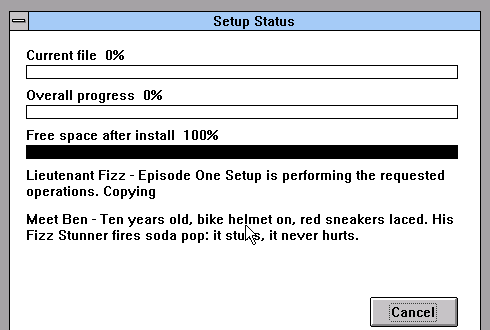 Setup Status
Current file 0%
Overall progress 0%
Free space after install 100%
Lieutenant Fizz - Episode One Setup is performing the requested
operations. Copying
Meet Ben - Ten years old, bike helmet on, red sneakers laced. His
Fizz Stunner fires soda pop: it stuns, it never hurts.
Cancel